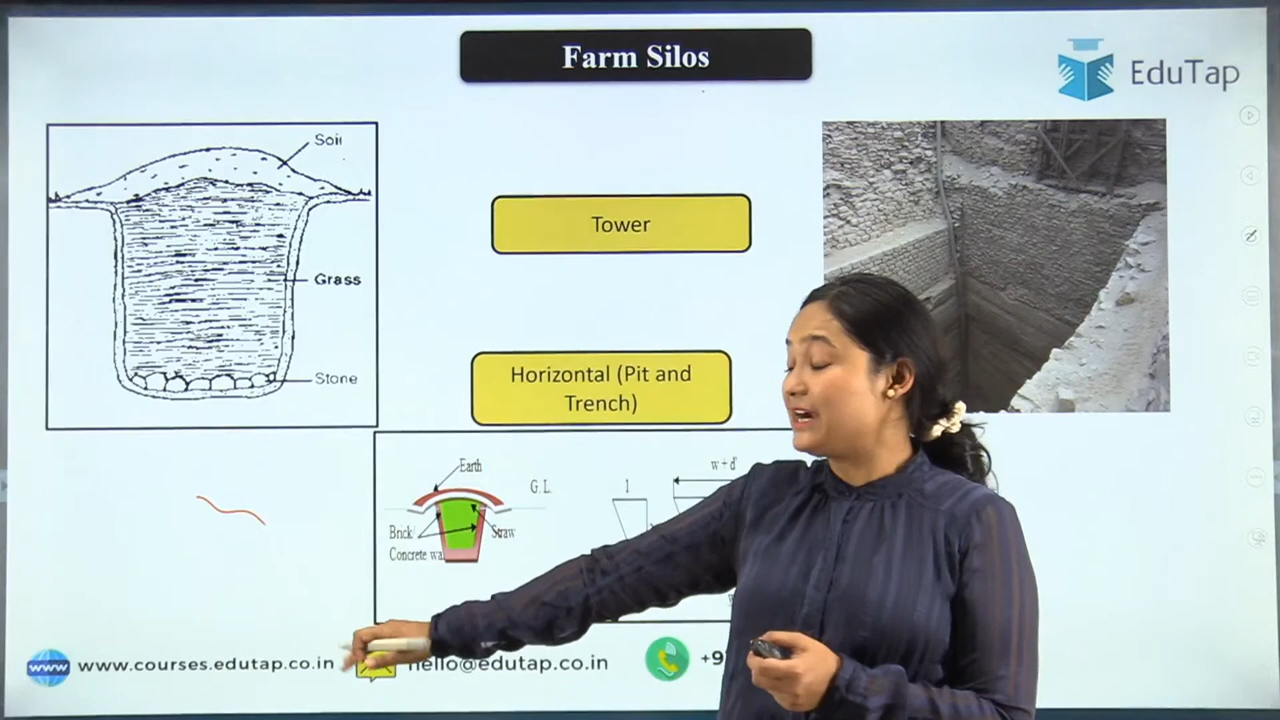 Farm Silos
EduTap
Soil
Grass
Stone
Tower
Horizontal (Pit and
Trench)
Earth
G.L.
Brick/
Concrete
Straw
1
w+d
www
www.courses.edutap.co.in
hello@edutap.co.in
+9